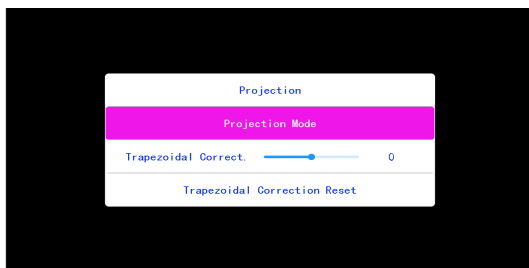 Projection
Projection Mode
Trapezoidal Correct. 0
Trapezoidal Correction Reset